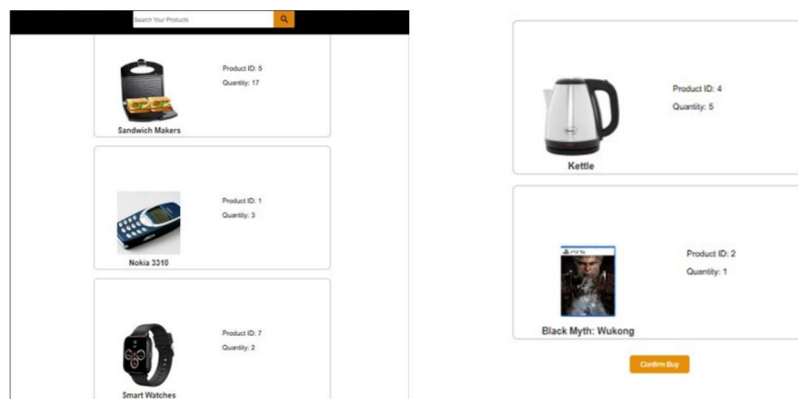 Search Your Products
Product ID: 5
Quantity: 17
Sandwich Makers
Product ID: 1
Quantity: 3
Nokia 3310
Product ID: 7
Quantity: 2
Smart Watches
Product ID: 4
Quantity: 5
Kettle
Product ID: 2
Quantity: 1
Black Myth: Wukong
Confirm Buy